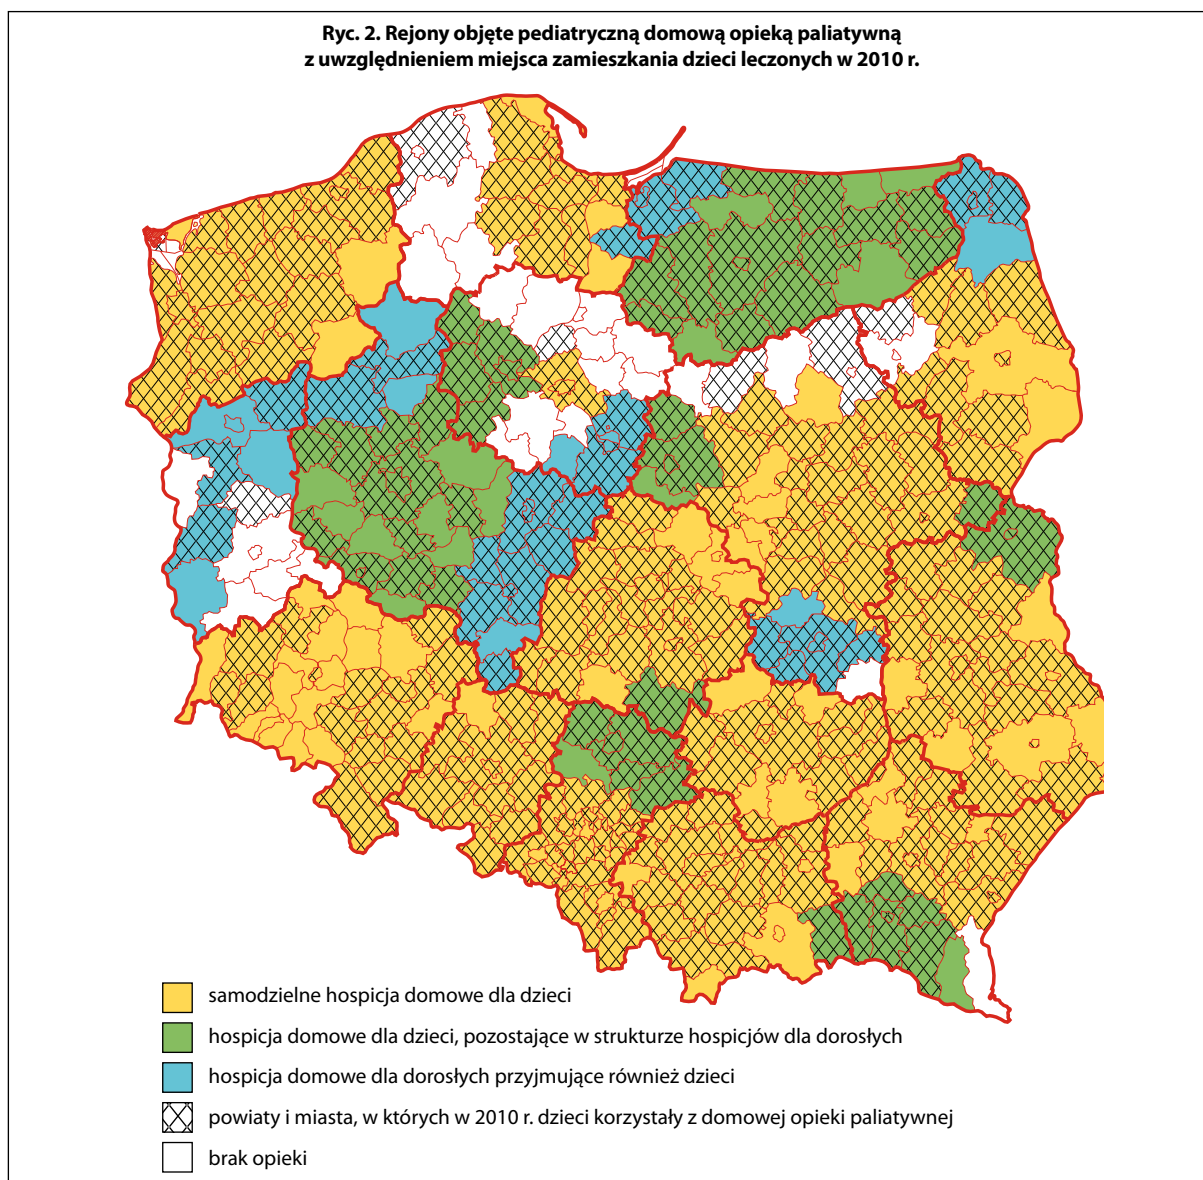 Ryc. 2. Rejony objęte pediatryczną domową opieką paliatywną
z uwzględnieniem miejsca zamieszkania dzieci leczonych w 2010 r.
samodzielne hospicja domowe dla dzieci
hospicja domowe dla dzieci, pozostające w strukturze hospicjów dla dorosłych
hospicja domowe dla dorosłych przyjmujące również dzieci
powiaty i miasta, w których w 2010 r. dzieci korzystały z domowej opieki paliatywnej
brak opieki